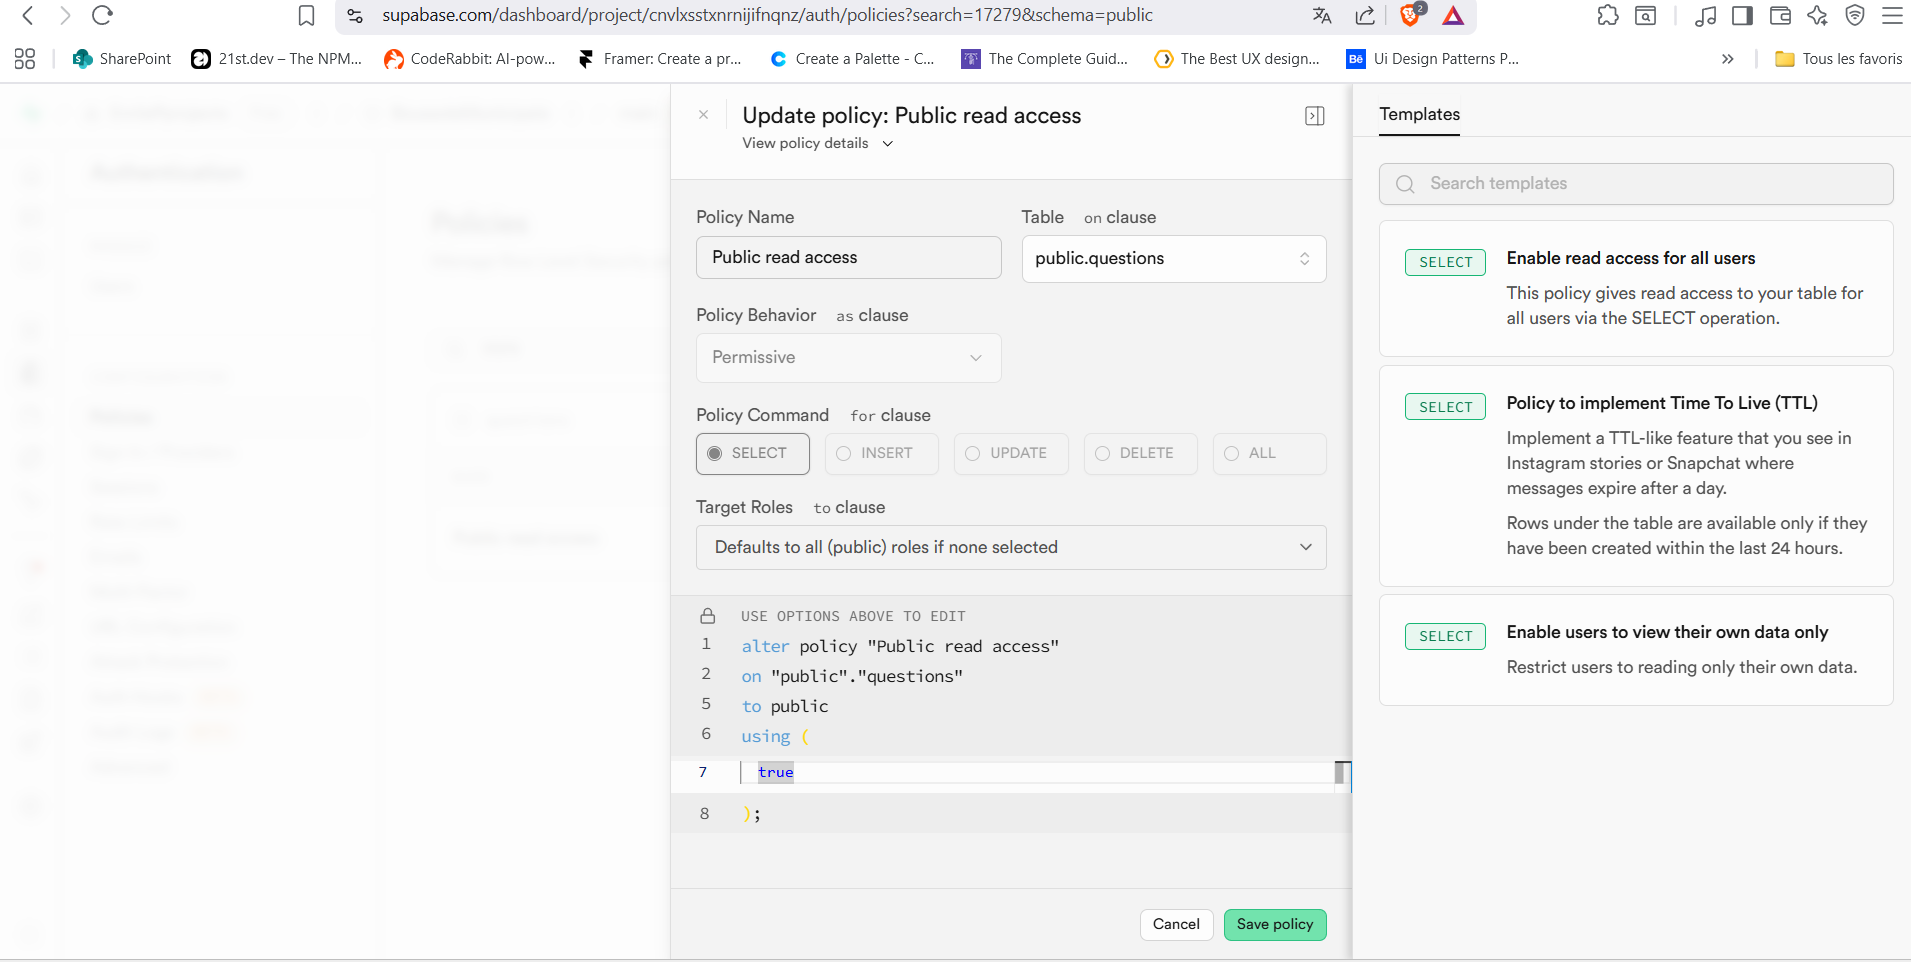 supabase.com/dashboard/project/cnvlxsstxnrnijifnqnz/auth/policies?search=17279&schema=public
2
SharePoint
21st.dev – The NPM...
CodeRabbit: AI-pow...
Framer: Create a pr...
Create a Palette - C...
The Complete Guid...
The Best UX design...
Bē Ui Design Patterns P...
»
Tous les favoris
Update policy: Public read access
View policy details
Policy Name
Public read access
Table on clause
public.questions
Policy Behavior as clause
Permissive
Policy Command for clause
SELECT INSERT UPDATE DELETE ALL
Target Roles to clause
Defaults to all (public) roles if none selected
USE OPTIONS ABOVE TO EDIT
1 alter policy "Public read access"
2 on "public"."questions"
5 to public
6 using (
7 true
8 );
Cancel Save policy
Templates
Search templates
SELECT Enable read access for all users
This policy gives read access to your table for
all users via the SELECT operation.
SELECT Policy to implement Time To Live (TTL)
Implement a TTL-like feature that you see in
Instagram stories or Snapchat where
messages expire after a day.
Rows under the table are available only if they
have been created within the last 24 hours.
SELECT Enable users to view their own data only
Restrict users to reading only their own data.